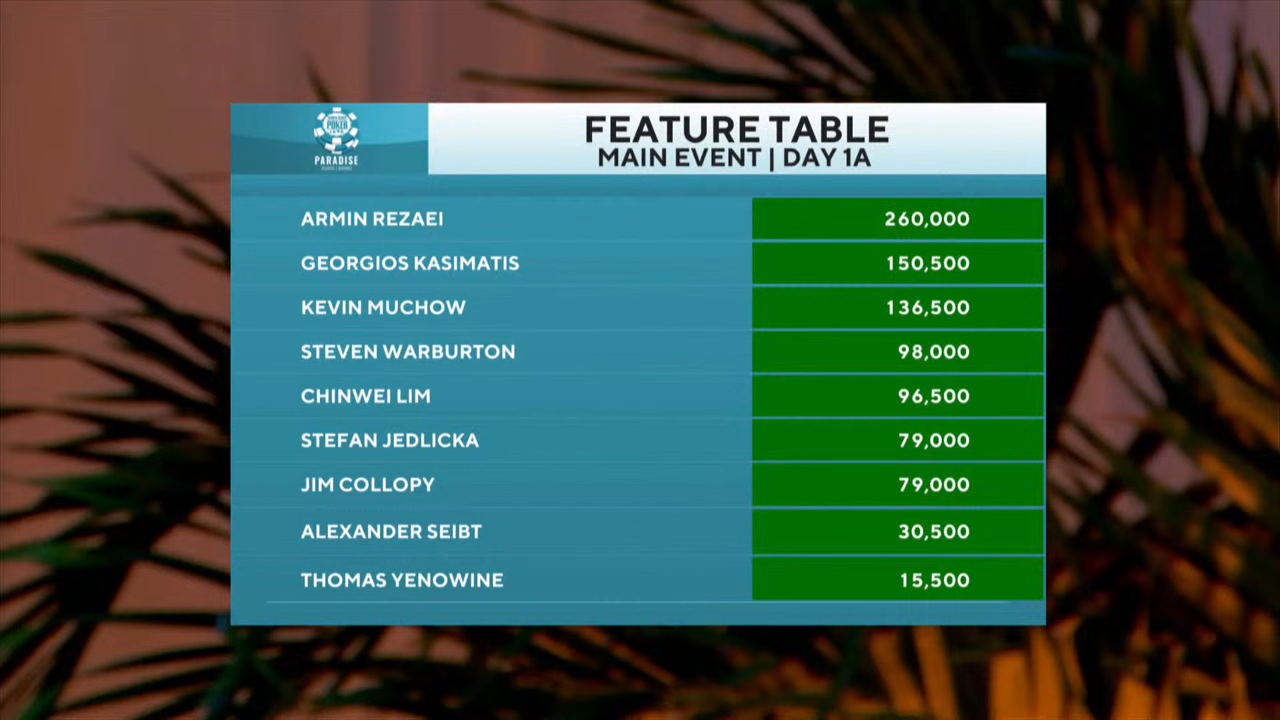 POKER
PARADISE
FEATURE TABLE
MAIN EVENT | DAY 1A
ARMIN REZAEI 260,000
GEORGIOS KASIMATIS 150,500
KEVIN MUCHOW 136,500
STEVEN WARBURTON 98,000
CHINWEI LIM 96,500
STEFAN JEDLICKA 79,000
JIM COLLOPY 79,000
ALEXANDER SEIBT 30,500
THOMAS YENOWINE 15,500